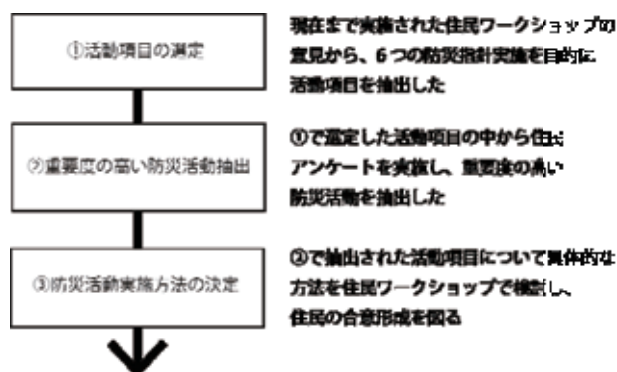 ①活動項目の選定
現在まで実施された住民ワークショップの
意見から、6つの防災指針実施を目的に
活動項目を抽出した
②重要度の高い防災活動抽出
①で選定した活動項目の中から住民
アンケートを実施し、重要度の高い
防災活動を抽出した
③防災活動実施方法の決定
②で抽出された活動項目について具体的な
方法を住民ワークショップで検討し、
住民の合意形成を図る